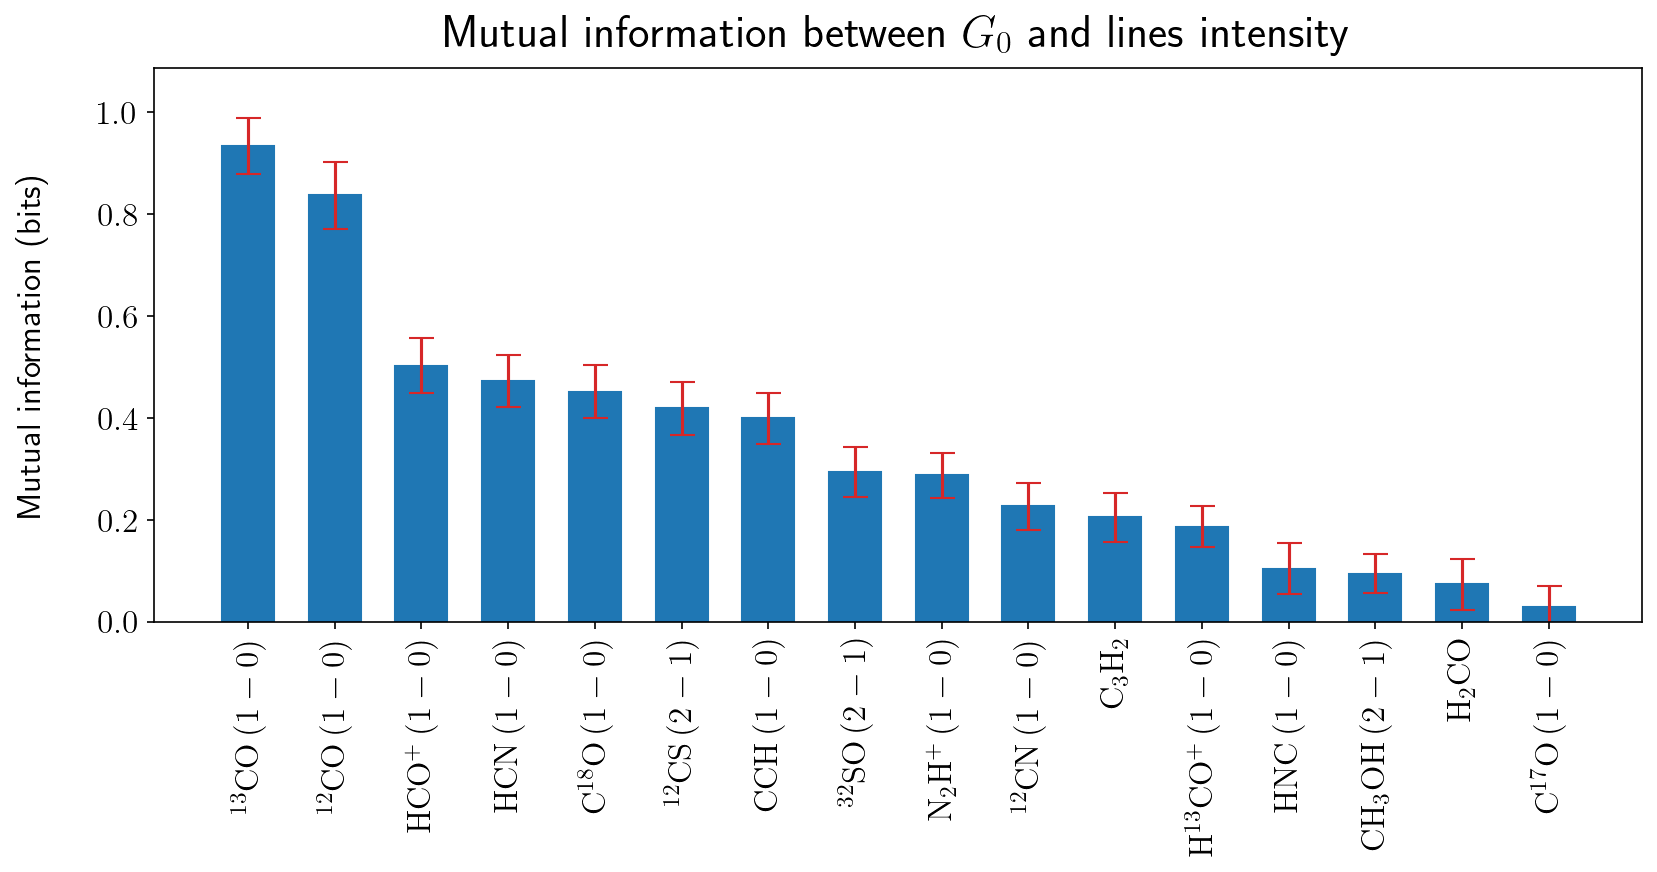 Mutual information between G₀ and lines intensity
Mutual information (bits)
1.0
0.8
0.6
0.4
0.2
0.0
¹³CO (1 − 0)
¹²CO (1 − 0)
HCO⁺ (1 − 0)
HCN (1 − 0)
C¹⁸O (1 − 0)
¹²CS (2 − 1)
CCH (1 − 0)
³²SO (2 − 1)
N₂H⁺ (1 − 0)
¹²CN (1 − 0)
C₃H₂
H¹³CO⁺ (1 − 0)
HNC (1 − 0)
CH₃OH (2 − 1)
H₂CO
C¹⁷O (1 − 0)